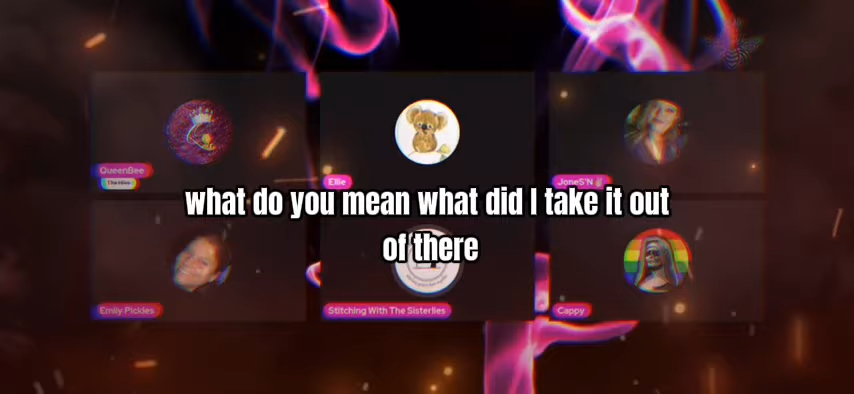 QueenBee
Ellie
JoneS'N
what do you mean what did I take it out
of there
Emily Pickles
Stitching With The Sisterlies
Cappy